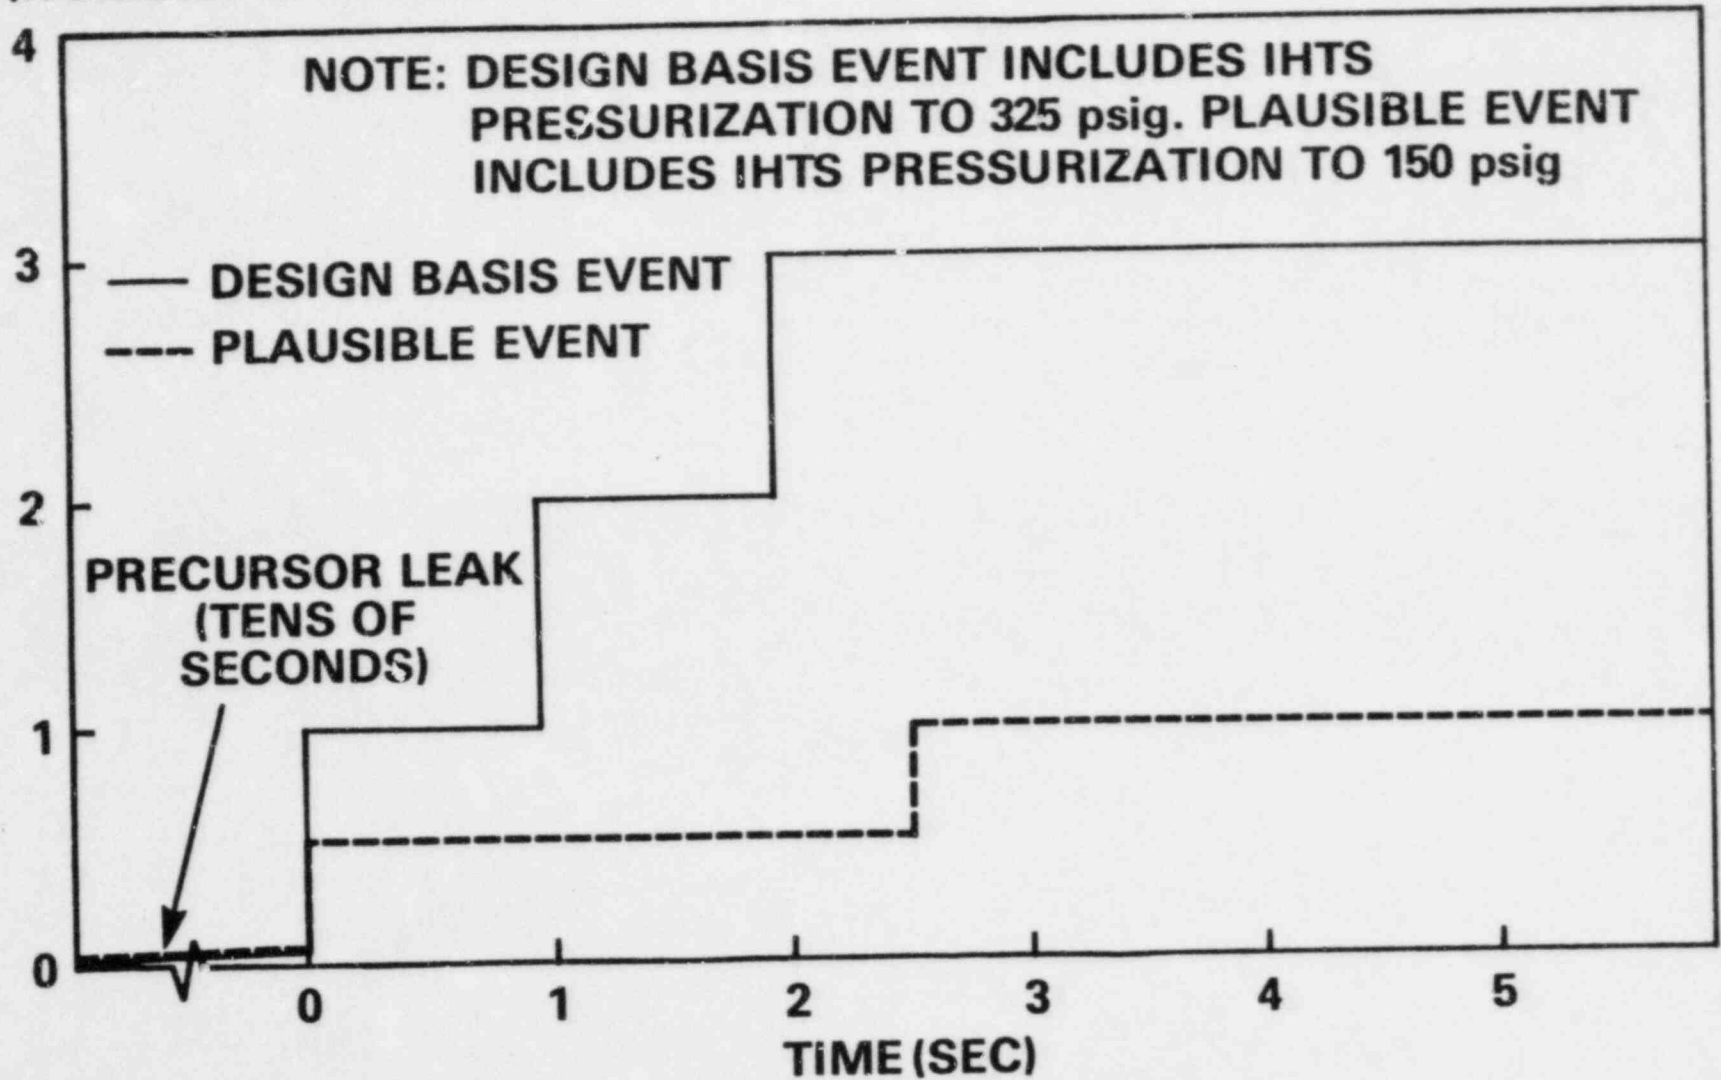 4
NOTE: DESIGN BASIS EVENT INCLUDES IHTS
PRESSURIZATION TO 325 psig. PLAUSIBLE EVENT
INCLUDES IHTS PRESSURIZATION TO 150 psig
3
DESIGN BASIS EVENT
PLAUSIBLE EVENT
2
PRECURSOR LEAK
(TENS OF
SECONDS)
1
0
0 1 2 3 4 5
TIME (SEC)